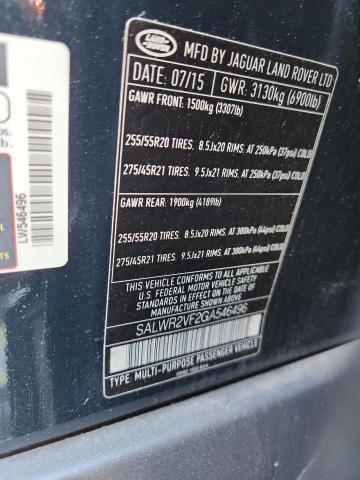 LAND ROVER
MFD BY JAGUAR LAND ROVER LTD
DATE: 07/15 GWR: 3130kg (6900lb)
GAWR FRONT: 1500kg (3307lb)
255/55R20 TIRES. 8.5Jx20 RIMS. AT 250kPa (37psi) COLD
275/45R21 TIRES. 9.5Jx21 RIMS. AT 250kPa (37psi) COLD
GAWR REAR: 1900kg (4189lb)
255/55R20 TIRES. 8.5Jx20 RIMS. AT 300kPa (44psi) COLD
275/45R21 TIRES. 9.5Jx21 RIMS. AT 300kPa (44psi) COLD
THIS VEHICLE CONFORMS TO ALL APPLICABLE
U.S. FEDERAL MOTOR VEHICLE SAFETY
STANDARDS IN EFFECT ON THE DATE OF
MANUFACTURE SHOWN ABOVE.
SALWR2VF2GA546496
TYPE: MULTI-PURPOSE PASSENGER VEHICLE
LW546496
lb.